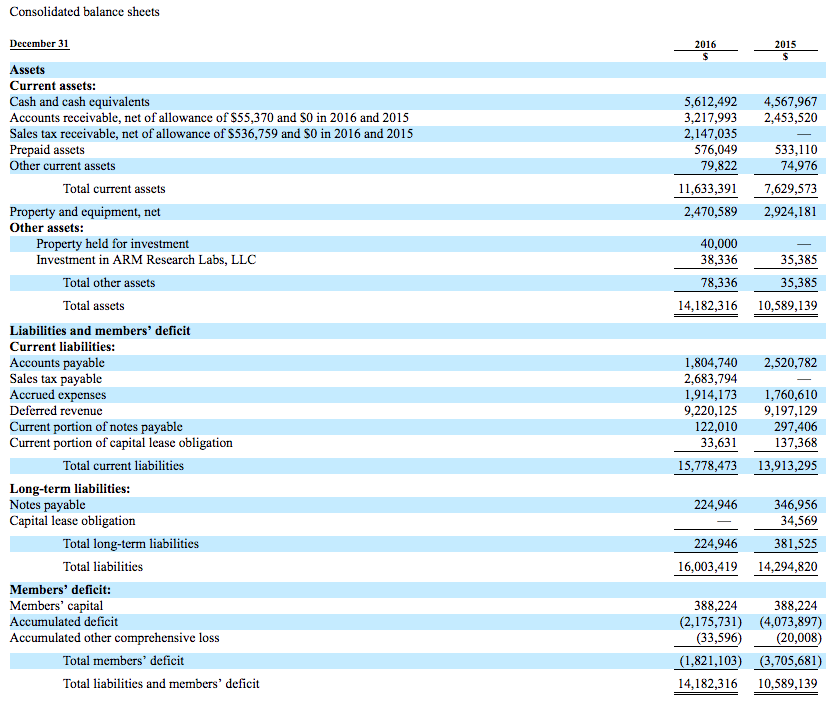 Consolidated balance sheets
December 31 2016 2015
$ $
Assets
Current assets:
Cash and cash equivalents 5,612,492 4,567,967
Accounts receivable, net of allowance of $55,370 and $0 in 2016 and 2015 3,217,993 2,453,520
Sales tax receivable, net of allowance of $536,759 and $0 in 2016 and 2015 2,147,035 —
Prepaid assets 576,049 533,110
Other current assets 79,822 74,976
Total current assets 11,633,391 7,629,573
Property and equipment, net 2,470,589 2,924,181
Other assets:
Property held for investment 40,000 —
Investment in ARM Research Labs, LLC 38,336 35,385
Total other assets 78,336 35,385
Total assets 14,182,316 10,589,139
Liabilities and members’ deficit
Current liabilities:
Accounts payable 1,804,740 2,520,782
Sales tax payable 2,683,794 —
Accrued expenses 1,914,173 1,760,610
Deferred revenue 9,220,125 9,197,129
Current portion of notes payable 122,010 297,406
Current portion of capital lease obligation 33,631 137,368
Total current liabilities 15,778,473 13,913,295
Long-term liabilities:
Notes payable 224,946 346,956
Capital lease obligation — 34,569
Total long-term liabilities 224,946 381,525
Total liabilities 16,003,419 14,294,820
Members’ deficit:
Members’ capital 388,224 388,224
Accumulated deficit (2,175,731) (4,073,897)
Accumulated other comprehensive loss (33,596) (20,008)
Total members’ deficit (1,821,103) (3,705,681)
Total liabilities and members’ deficit 14,182,316 10,589,139